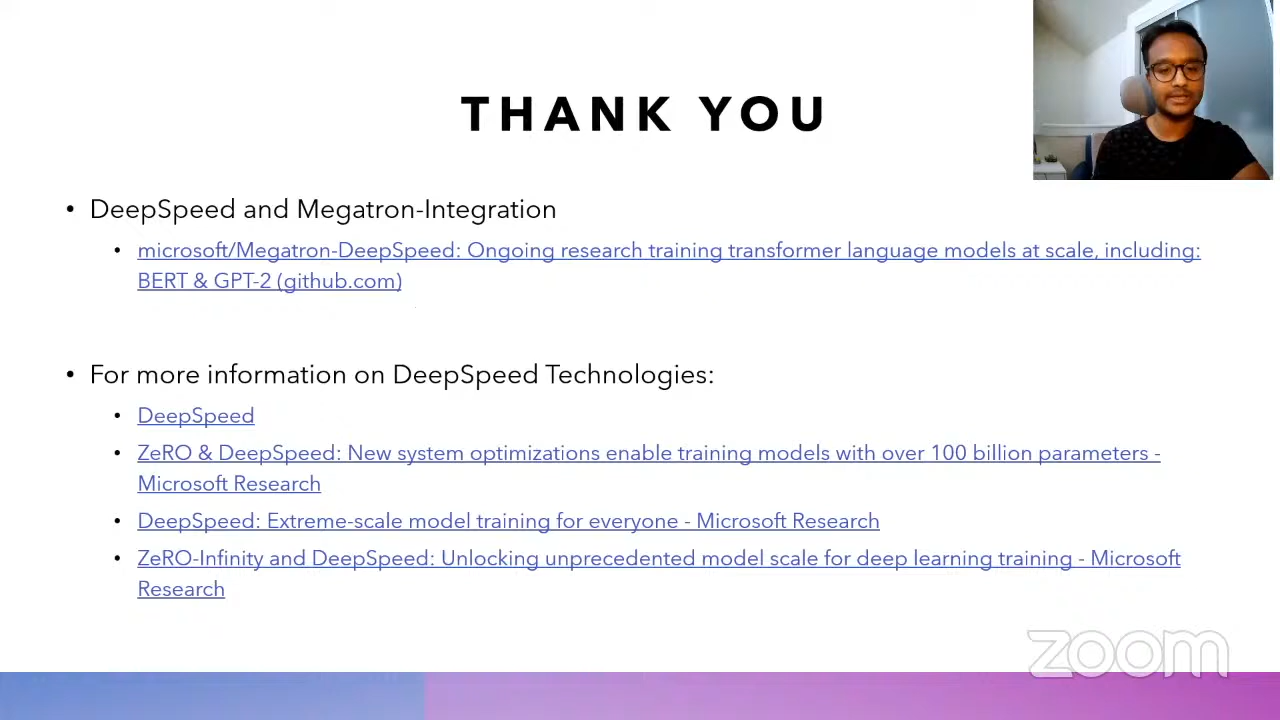 THANK YOU
• DeepSpeed and Megatron-Integration
• microsoft/Megatron-DeepSpeed: Ongoing research training transformer language models at scale, including:
BERT & GPT-2 (github.com)
• For more information on DeepSpeed Technologies:
• DeepSpeed
• ZeRO & DeepSpeed: New system optimizations enable training models with over 100 billion parameters -
Microsoft Research
• DeepSpeed: Extreme-scale model training for everyone - Microsoft Research
• ZeRO-Infinity and DeepSpeed: Unlocking unprecedented model scale for deep learning training - Microsoft
Research
zoom